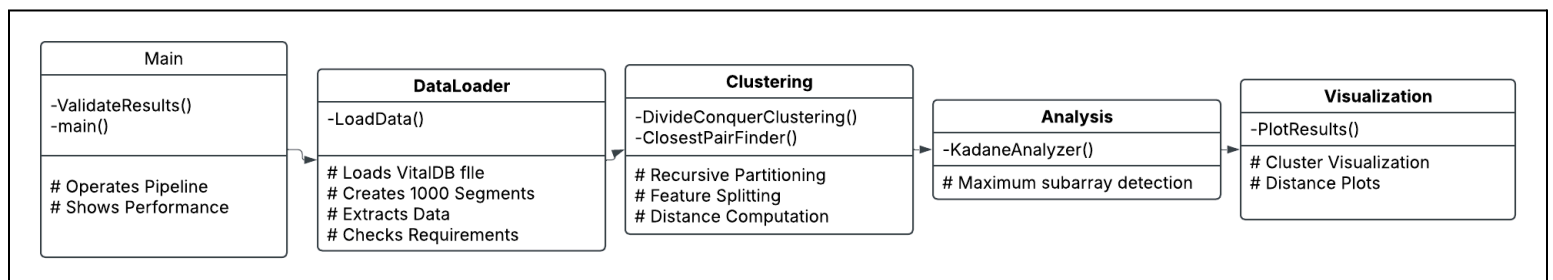 Main
-ValidateResults()
-main()
# Operates Pipeline
# Shows Performance
DataLoader
-LoadData()
# Loads VitalDB fIle
# Creates 1000 Segments
# Extracts Data
# Checks Requirements
Clustering
-DivideConquerClustering()
-ClosestPairFinder()
# Recursive Partitioning
# Feature Splitting
# Distance Computation
Analysis
-KadaneAnalyzer()
# Maximum subarray detection
Visualization
-PlotResults()
# Cluster Visualization
# Distance Plots